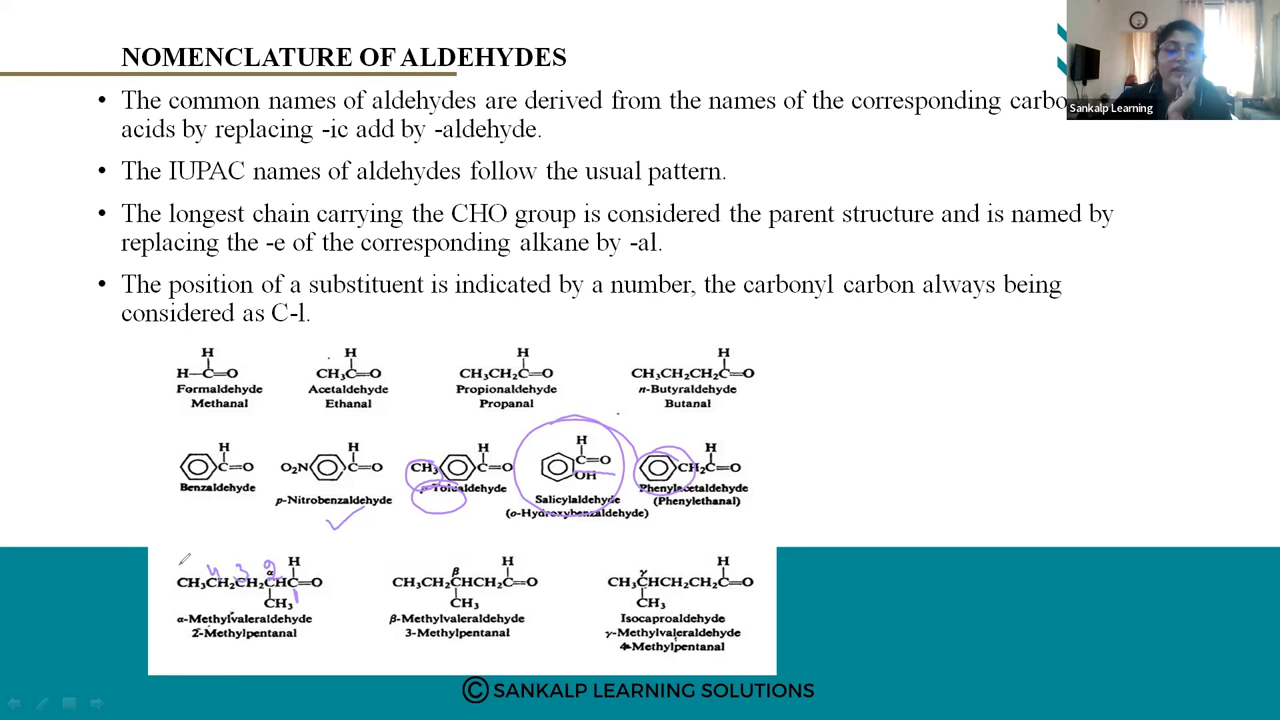 NOMENCLATURE OF ALDEHYDES
• The common names of aldehydes are derived from the names of the corresponding carbo
acids by replacing -ic add by -aldehyde.
• The IUPAC names of aldehydes follow the usual pattern.
• The longest chain carrying the CHO group is considered the parent structure and is named by
replacing the -e of the corresponding alkane by -al.
• The position of a substituent is indicated by a number, the carbonyl carbon always being
considered as C-l.
Sankalp Learning
H H H H
H—C=O CH₃C=O CH₃CH₂C=O CH₃CH₂CH₂C=O
Formaldehyde Acetaldehyde Propionaldehyde n-Butyraldehyde
Methanal Ethanal Propanal Butanal
H H H H H
C=O O₂N C=O CH₃ C=O C=O CH₂C=O
OH
Benzaldehyde p-Nitrobenzaldehyde p-Tolualdehyde Salicylaldehyde Phenylacetaldehyde
(o-Hydroxybenzaldehyde) (Phenylethanal)
4 3 2 H H H
α β γ
CH₃CH₂CH₂CHC=O CH₃CH₂CHCH₂C=O CH₃CHCH₂CH₂C=O
CH₃ 1 CH₃ CH₃
α-Methylvaleraldehyde β-Methylvaleraldehyde Isocaproaldehyde
2-Methylpentanal 3-Methylpentanal γ-Methylvaleraldehyde
4-Methylpentanal
© SANKALP LEARNING SOLUTIONS